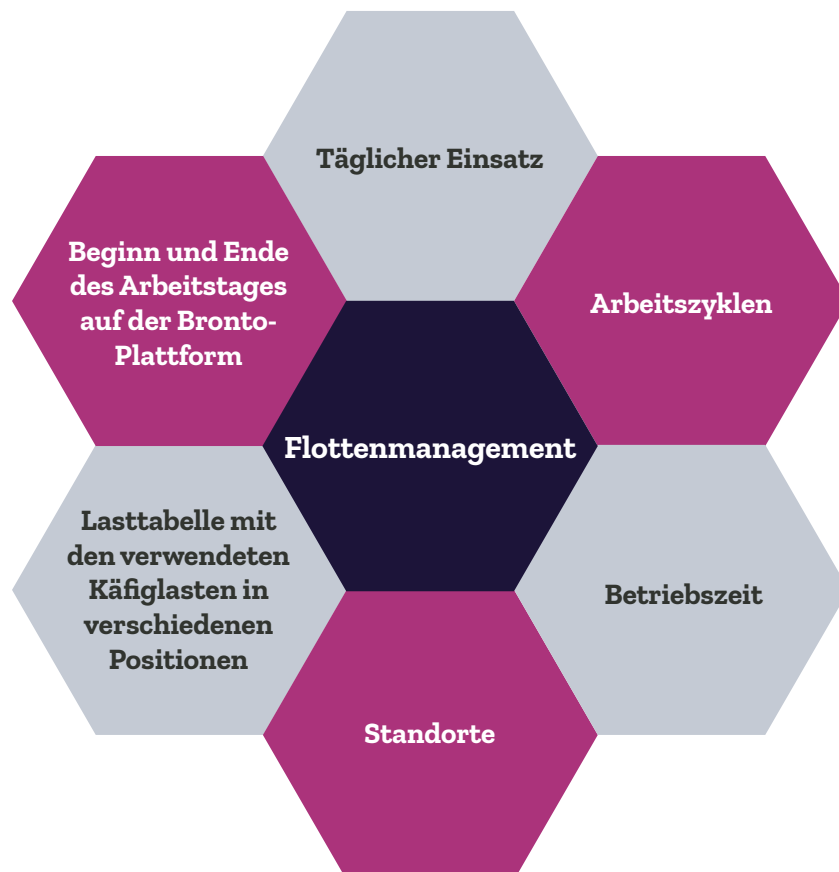 Täglicher Einsatz
Beginn und Ende
des Arbeitstages
auf der Bronto-
Plattform
Arbeitszyklen
Flottenmanagement
Lasttabelle mit
den verwendeten
Käfiglasten in
verschiedenen
Positionen
Betriebszeit
Standorte